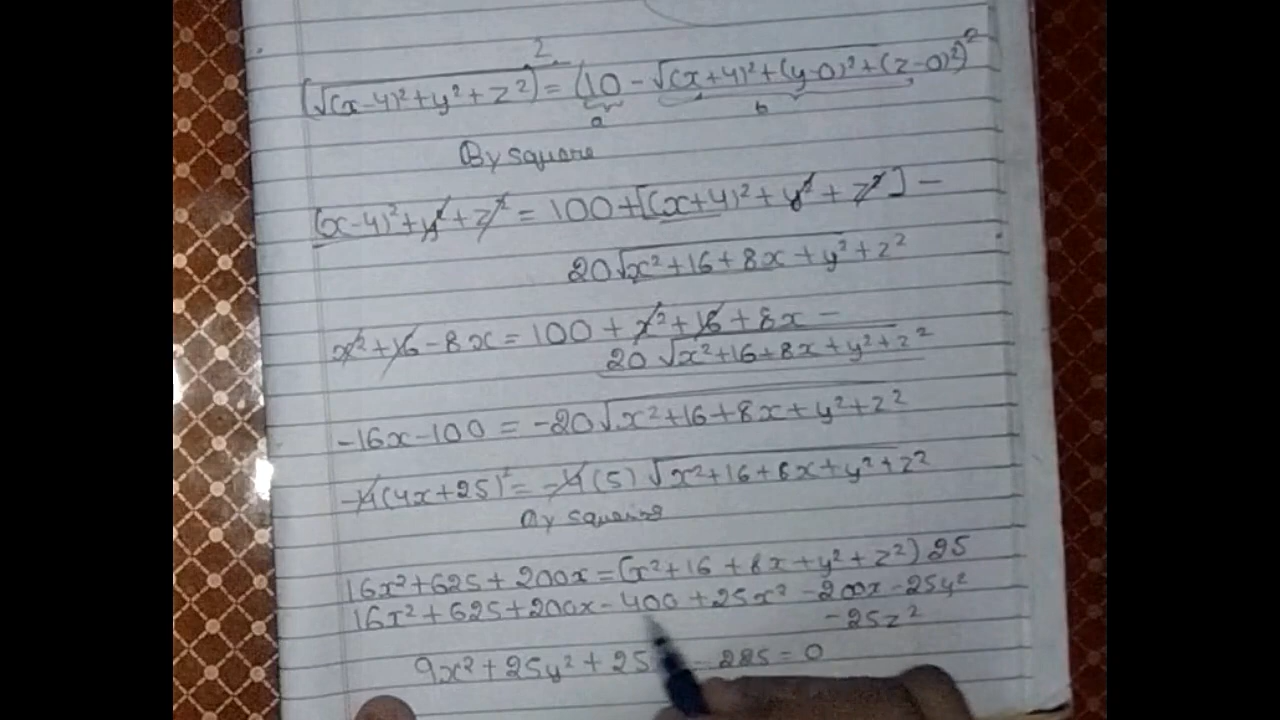 (√(x-4)²+y²+z²)² = (10 - √(x+4)²+(y-0)²+(z-0)²)²
a b
By square
(x-4)²+y²+z² = 100+[(x+4)²+y²+z²] -
20√x²+16+8x+y²+z²
x²+16-8x = 100+x²+16+8x -
20√x²+16+8x+y²+z²
-16x-100 = -20√x²+16+8x+y²+z²
-4(4x+25)² = -4(5)√x²+16+8x+y²+z²
By squaring
16x²+625+200x = (x²+16+8x+y²+z²)25
16x²+625+200x-400+25x²-200x-25y²
-25z²
9x²+25y²+25 - 225=0